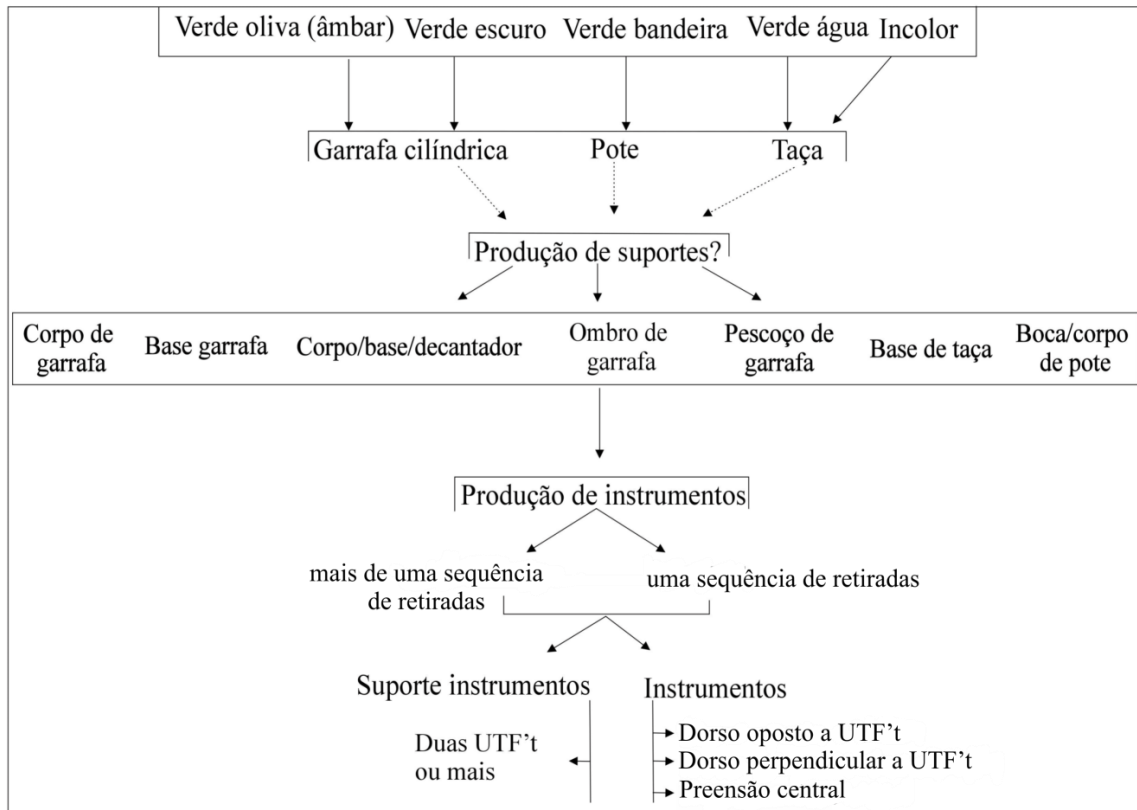 Verde oliva (âmbar) Verde escuro Verde bandeira Verde água Incolor
Garrafa cilíndrica Pote Taça
Produção de suportes?
Corpo de
garrafa
Base garrafa
Corpo/base/decantador
Ombro de
garrafa
Pescoço de
garrafa
Base de taça
Boca/corpo
de pote
Produção de instrumentos
mais de uma sequência
de retiradas
uma sequência de retiradas
Suporte instrumentos
Duas UTF't
ou mais
Instrumentos
Dorso oposto a UTF't
Dorso perpendicular a UTF't
Preensão central